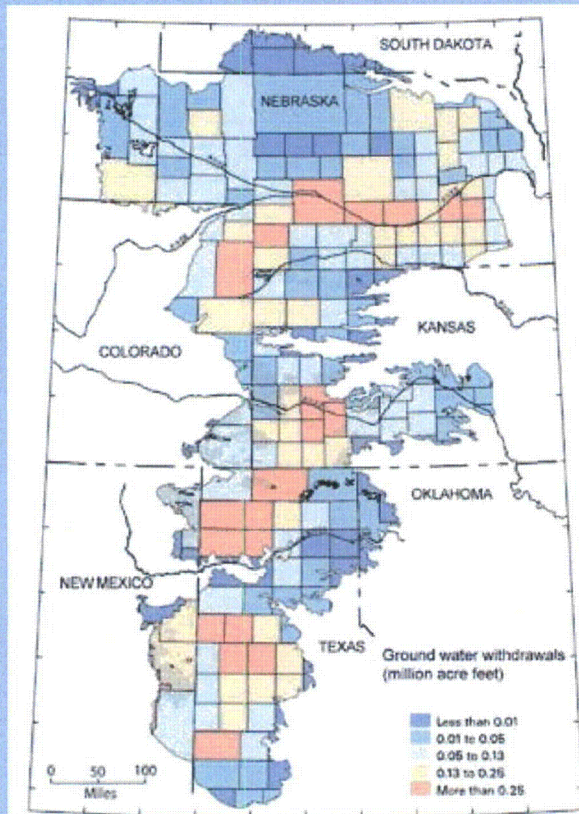 SOUTH DAKOTA
NEBRASKA
COLORADO
KANSAS
OKLAHOMA
NEW MEXICO
TEXAS
Ground water withdrawals
(million acre feet)
Less than 0.01
0.01 to 0.05
0.05 to 0.13
0.13 to 0.25
More than 0.25
0 50 100
Miles